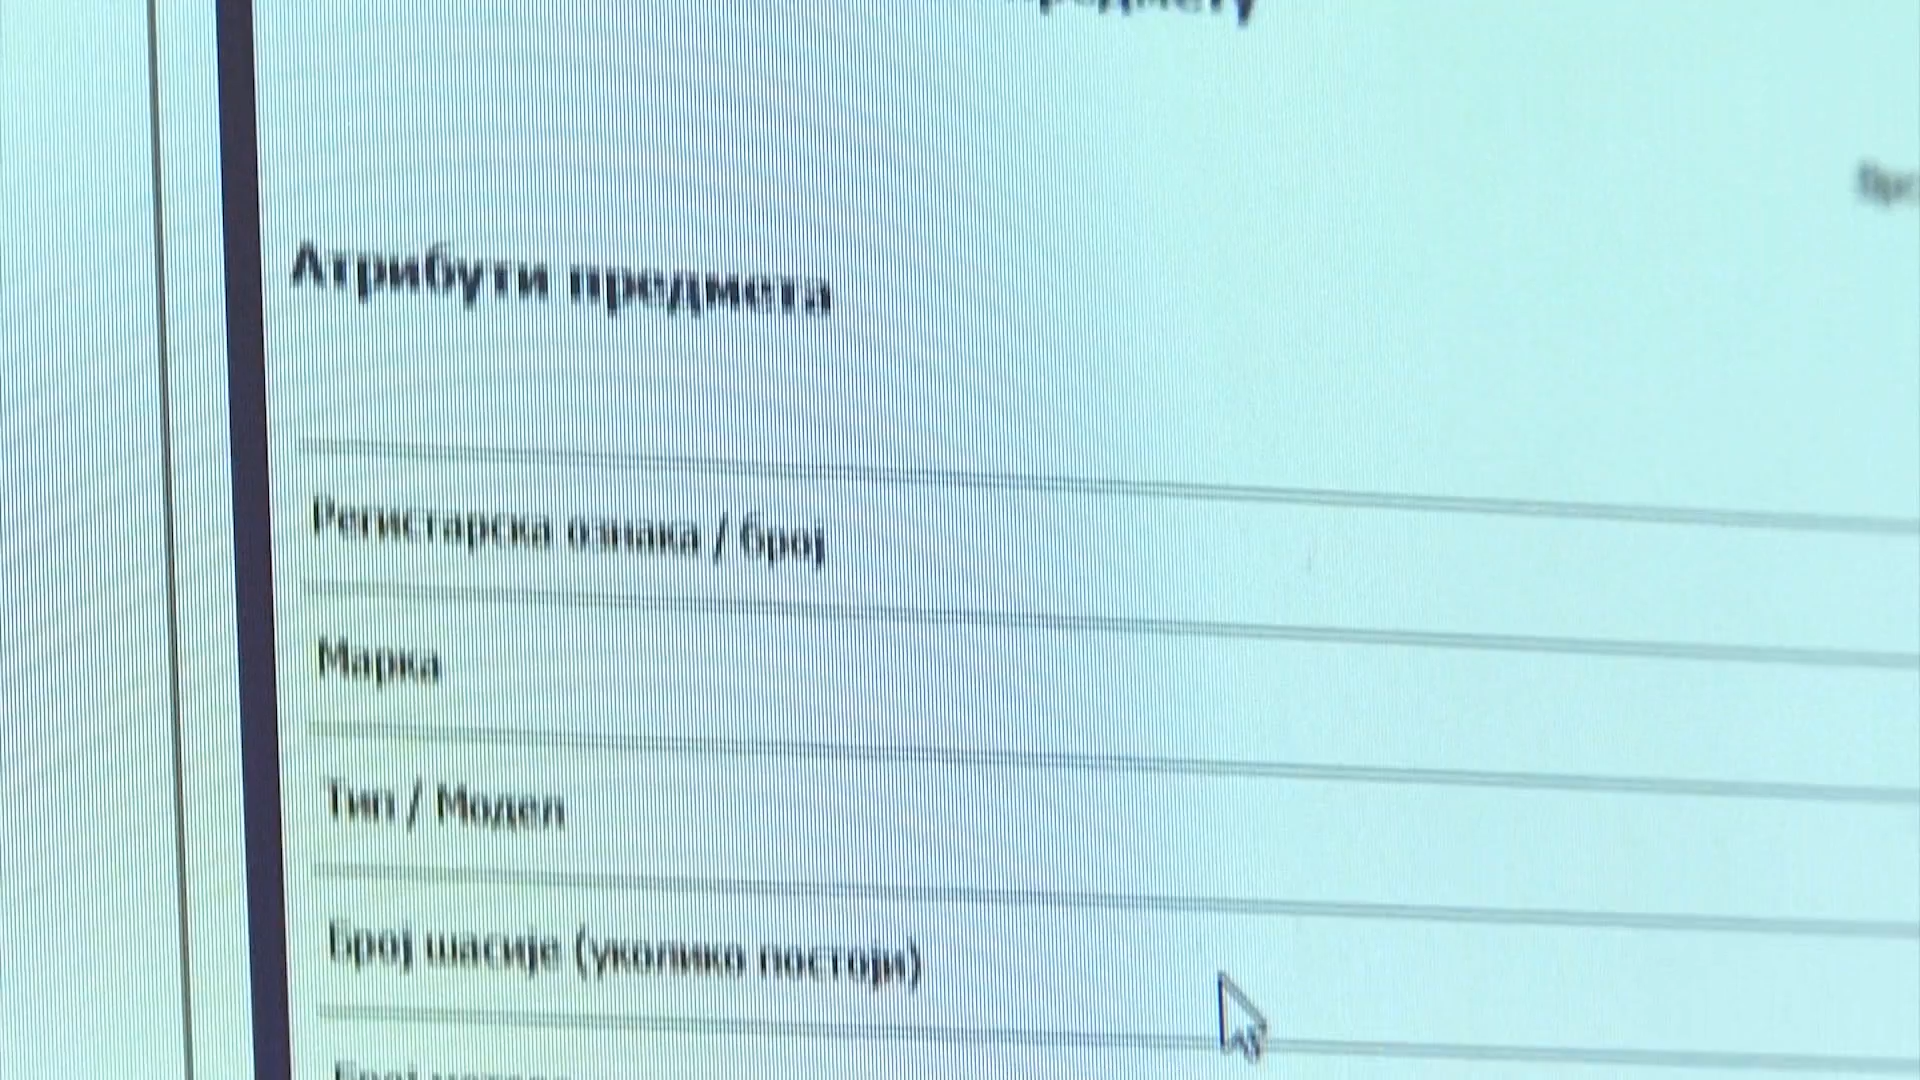 Атрибути предмета
Регистарска ознака / број
Марка
Тип / Модел
Број шасије (уколико постоји)